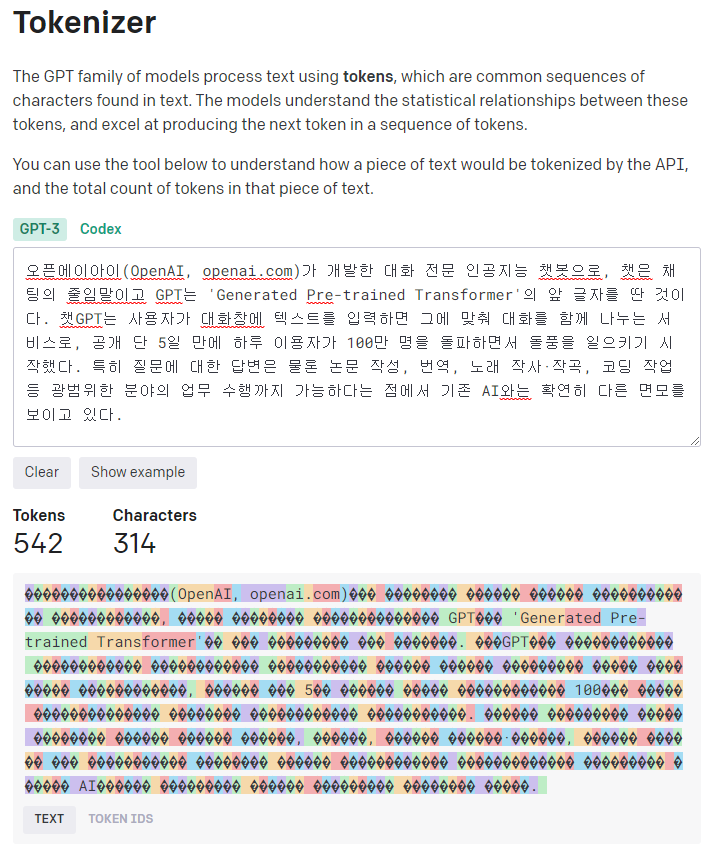 Tokenizer
The GPT family of models process text using tokens, which are common sequences of
characters found in text. The models understand the statistical relationships between these
tokens, and excel at producing the next token in a sequence of tokens.
You can use the tool below to understand how a piece of text would be tokenized by the API,
and the total count of tokens in that piece of text.
GPT-3 Codex
오픈에이아이(OpenAI, openai.com)가 개발한 대화 전문 인공지능 챗봇으로, 챗은 채
팅의 줄임말이고 GPT는 'Generated Pre-trained Transformer'의 앞 글자를 딴 것이
다. 챗GPT는 사용자가 대화창에 텍스트를 입력하면 그에 맞춰 대화를 함께 나누는 서
비스로, 공개 단 5일 만에 하루 이용자가 100만 명을 돌파하면서 돌풍을 일으키기 시
작했다. 특히 질문에 대한 답변은 물론 논문 작성, 번역, 노래 작사·작곡, 코딩 작업
등 광범위한 분야의 업무 수행까지 가능하다는 점에서 기존 AI와는 확연히 다른 면모를
보이고 있다.
Clear Show example
Tokens Characters
542 314
(OpenAI, openai.com)
GPT 'Generated Pre-
trained Transformer' . GPT
, 5 100
. , , · ,
AI .
TEXT TOKEN IDS